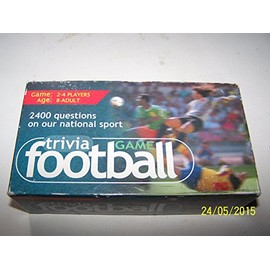 Game: 2-4 PLAYERS
Age: 8-ADULT
2400 questions
on our national sport
trivia GAME
football
24/05/2015